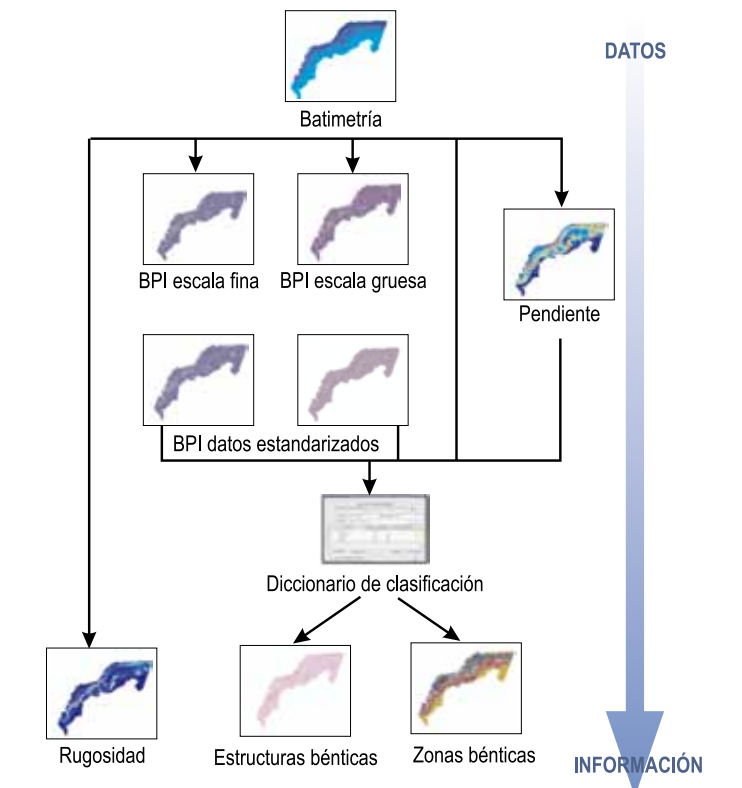 DATOS
Batimetría
BPI escala fina
BPI escala gruesa
Pendiente
BPI datos estandarizados
Diccionario de clasificación
Rugosidad
Estructuras bénticas
Zonas bénticas
INFORMACIÓN